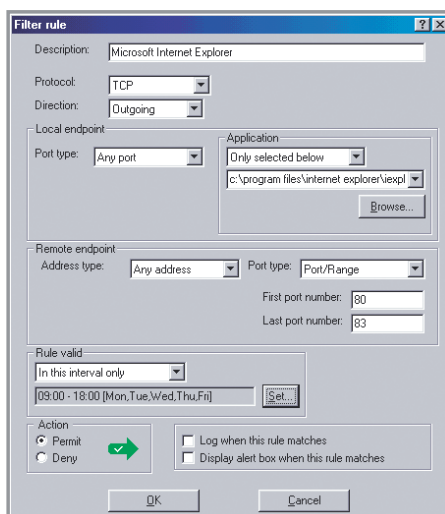 Filter rule
Description: Microsoft Internet Explorer
Protocol: TCP
Direction: Outgoing
Local endpoint
Port type: Any port
Application
Only selected below
c:\program files\internet explorer\iexpl
Browse...
Remote endpoint
Address type: Any address Port type: Port/Range
First port number: 80
Last port number: 83
Rule valid
In this interval only
09:00 - 18:00 [Mon,Tue,Wed,Thu,Fri] Set...
Action
Permit
Deny
Log when this rule matches
Display alert box when this rule matches
OK Cancel